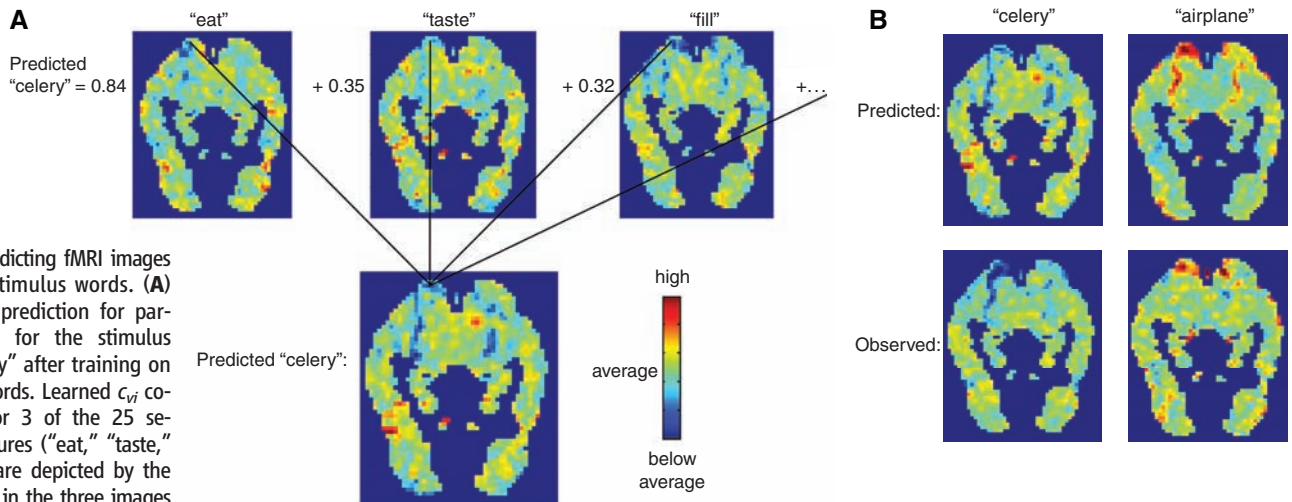 A
"eat"
"taste"
"fill"
Predicted
"celery" = 0.84
+ 0.35
+ 0.32
+...
Predicted "celery":
high
average
below
average
B
"celery"
"airplane"
Predicted:
Observed:
dicting fMRI images
timulus words. (A)
prediction for par-
for the stimulus
y" after training on
ords. Learned cvi co-
or 3 of the 25 se-
ures ("eat," "taste,"
are depicted by the
in the three images